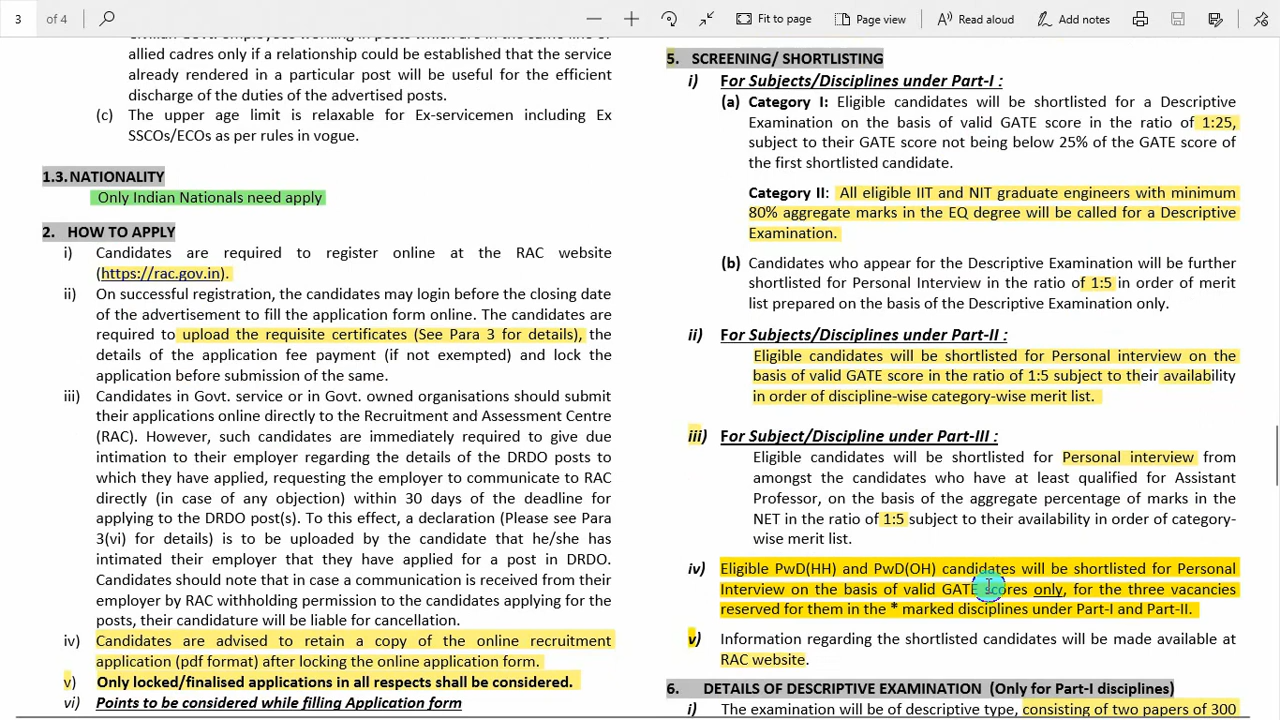 3 of 4
Fit to page
Page view
Read aloud
Add notes
allied cadres only if a relationship could be established that the service
already rendered in a particular post will be useful for the efficient
discharge of the duties of the advertised posts.
(c) The upper age limit is relaxable for Ex-servicemen including Ex
SSCOs/ECOs as per rules in vogue.
1.3. NATIONALITY
Only Indian Nationals need apply
2. HOW TO APPLY
i) Candidates are required to register online at the RAC website
(https://rac.gov.in).
ii) On successful registration, the candidates may login before the closing date
of the advertisement to fill the application form online. The candidates are
required to upload the requisite certificates (See Para 3 for details), the
details of the application fee payment (if not exempted) and lock the
application before submission of the same.
iii) Candidates in Govt. service or in Govt. owned organisations should submit
their applications online directly to the Recruitment and Assessment Centre
(RAC). However, such candidates are immediately required to give due
intimation to their employer regarding the details of the DRDO posts to
which they have applied, requesting the employer to communicate to RAC
directly (in case of any objection) within 30 days of the deadline for
applying to the DRDO post(s). To this effect, a declaration (Please see Para
3(vi) for details) is to be uploaded by the candidate that he/she has
intimated their employer that they have applied for a post in DRDO.
Candidates should note that in case a communication is received from their
employer by RAC withholding permission to the candidates applying for the
posts, their candidature will be liable for cancellation.
iv) Candidates are advised to retain a copy of the online recruitment
application (pdf format) after locking the online application form.
v) Only locked/finalised applications in all respects shall be considered.
vi) Points to be considered while filling Application form
5. SCREENING/ SHORTLISTING
i) For Subjects/Disciplines under Part-I :
(a) Category I: Eligible candidates will be shortlisted for a Descriptive
Examination on the basis of valid GATE score in the ratio of 1:25,
subject to their GATE score not being below 25% of the GATE score of
the first shortlisted candidate.
Category II: All eligible IIT and NIT graduate engineers with minimum
80% aggregate marks in the EQ degree will be called for a Descriptive
Examination.
(b) Candidates who appear for the Descriptive Examination will be further
shortlisted for Personal Interview in the ratio of 1:5 in order of merit
list prepared on the basis of the Descriptive Examination only.
ii) For Subjects/Disciplines under Part-II :
Eligible candidates will be shortlisted for Personal interview on the
basis of valid GATE score in the ratio of 1:5 subject to their availability
in order of discipline-wise category-wise merit list.
iii) For Subject/Discipline under Part-III :
Eligible candidates will be shortlisted for Personal interview from
amongst the candidates who have at least qualified for Assistant
Professor, on the basis of the aggregate percentage of marks in the
NET in the ratio of 1:5 subject to their availability in order of category-
wise merit list.
iv) Eligible PwD(HH) and PwD(OH) candidates will be shortlisted for Personal
Interview on the basis of valid GATE scores only, for the three vacancies
reserved for them in the * marked disciplines under Part-I and Part-II.
v) Information regarding the shortlisted candidates will be made available at
RAC website.
6. DETAILS OF DESCRIPTIVE EXAMINATION (Only for Part-I disciplines)
i) The examination will be of descriptive type, consisting of two papers of 300